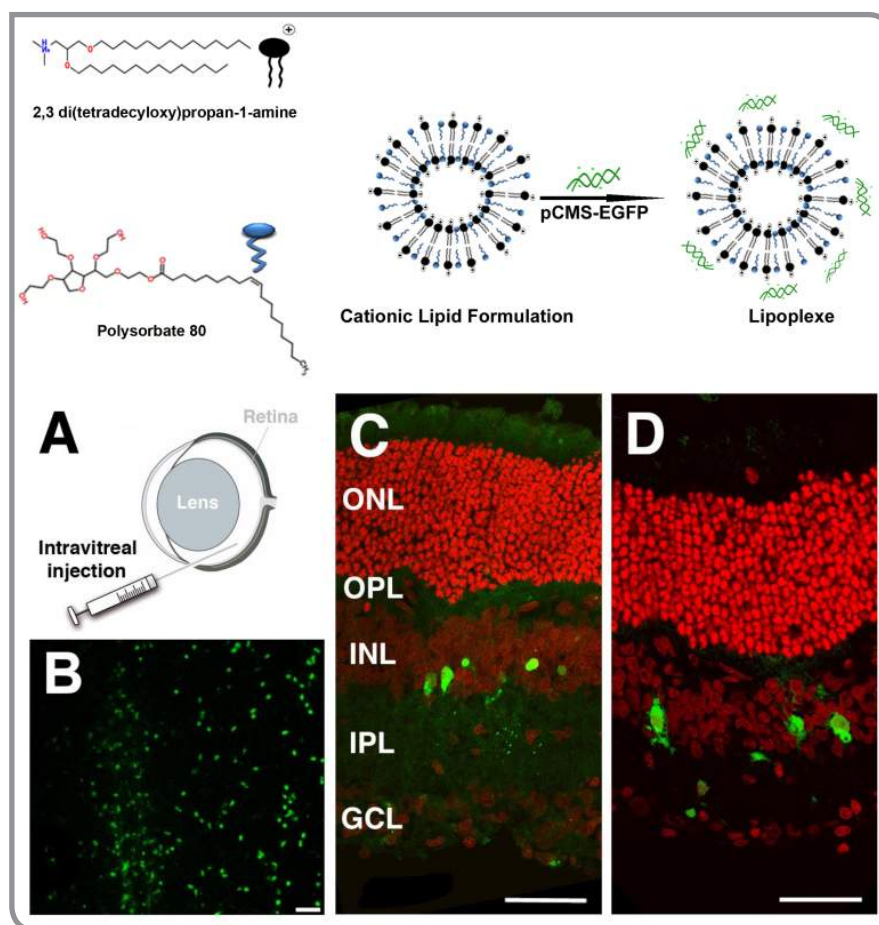 2,3 di(tetradecyloxy)propan-1-amine
pCMS-EGFP
Polysorbate 80
Cationic Lipid Formulation
Lipoplexe
A
Retina
Lens
Intravitreal
injection
B
C
ONL
OPL
INL
IPL
GCL
D